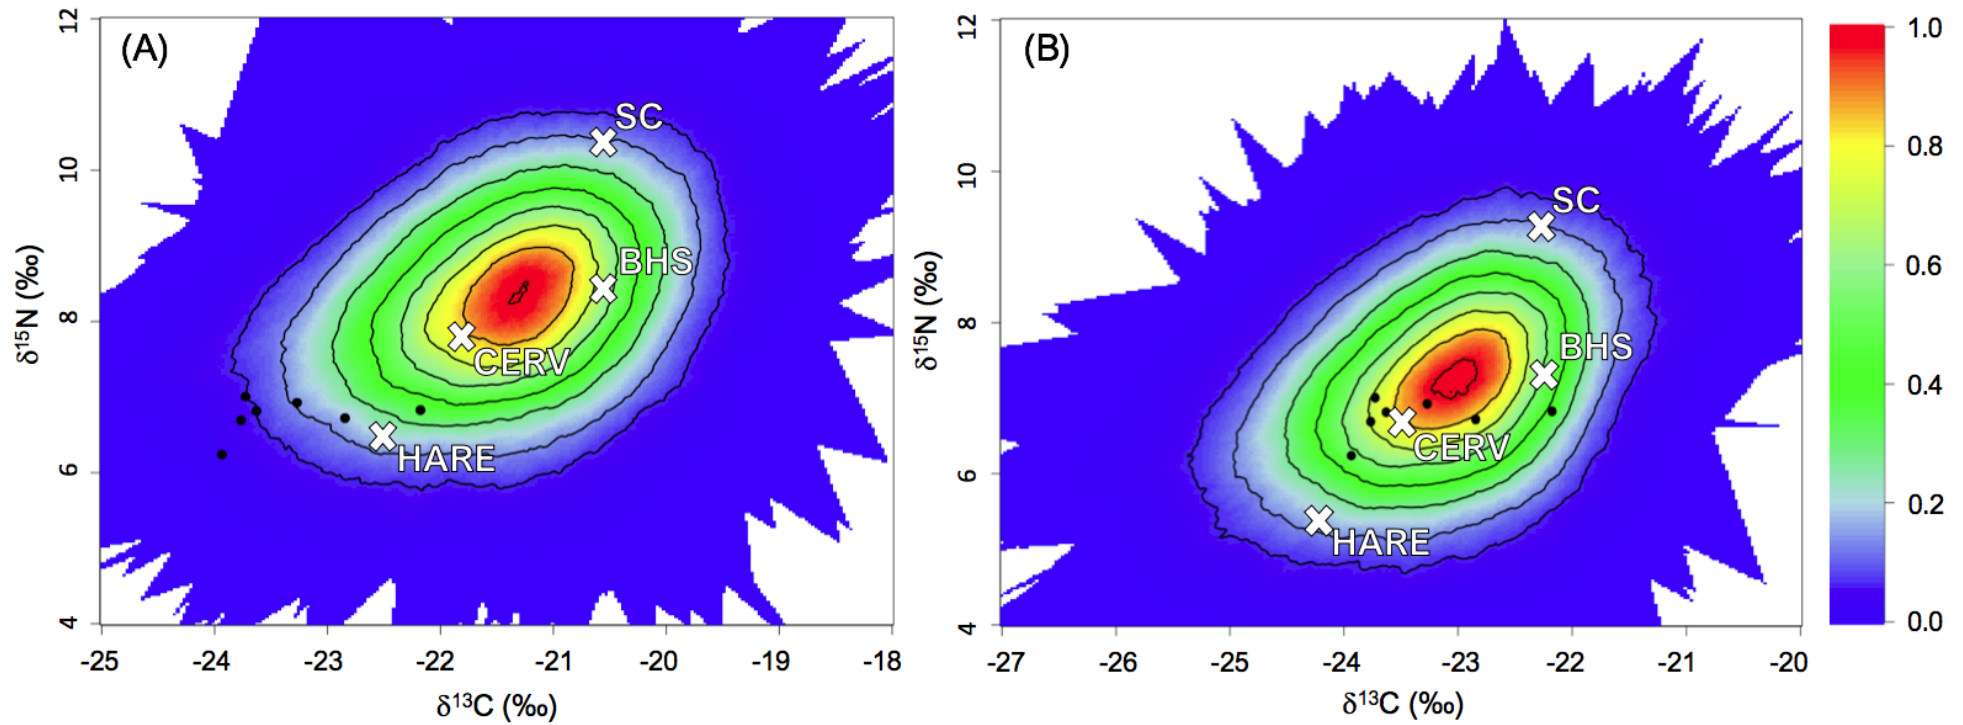 (A)
12
10
8
6
4
δ¹⁵N (‰)
SC
BHS
CERV
HARE
-25 -24 -23 -22 -21 -20 -19 -18
δ¹³C (‰)
(B)
12
10
8
6
4
δ¹⁵N (‰)
SC
BHS
CERV
HARE
-27 -26 -25 -24 -23 -22 -21 -20
δ¹³C (‰)
1.0
0.8
0.6
0.4
0.2
0.0